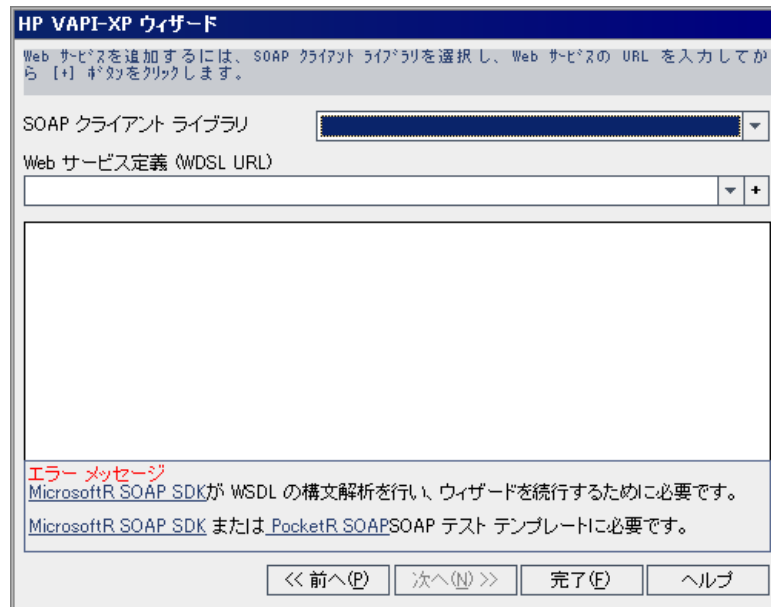 HP VAPI-XP ウィザード
Web サービスを追加するには、SOAP クライアント ライブラリを選択し、Web サービスの URL を入力してか
ら [+] ボタンをクリックします。
SOAP クライアント ライブラリ
Web サービス定義 (WDSL URL)
+
エラー メッセージ
MicrosoftR SOAP SDKが WSDL の構文解析を行い、ウィザードを続行するために必要です。
MicrosoftR SOAP SDK または PocketR SOAPSOAP テスト テンプレートに必要です。
<< 前へ(P) 次へ(N) >> 完了(F) ヘルプ